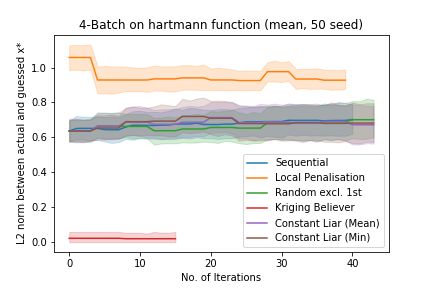 4-Batch on hartmann function (mean, 50 seed)
L2 norm between actual and guessed x*
1.0
0.8
0.6
0.4
0.2
0.0
Sequential
Local Penalisation
Random excl. 1st
Kriging Believer
Constant Liar (Mean)
Constant Liar (Min)
0 10 20 30 40
No. of Iterations